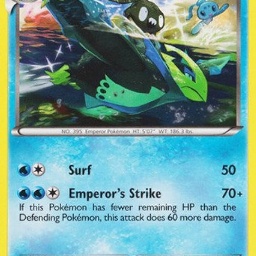 NO. 395 Emperor Pokémon HT. 5'07" WT. 186.3 lbs.
Surf 50
Emperor's Strike 70+
If this Pokémon has fewer remaining HP than the
Defending Pokémon, this attack does 60 more damage.